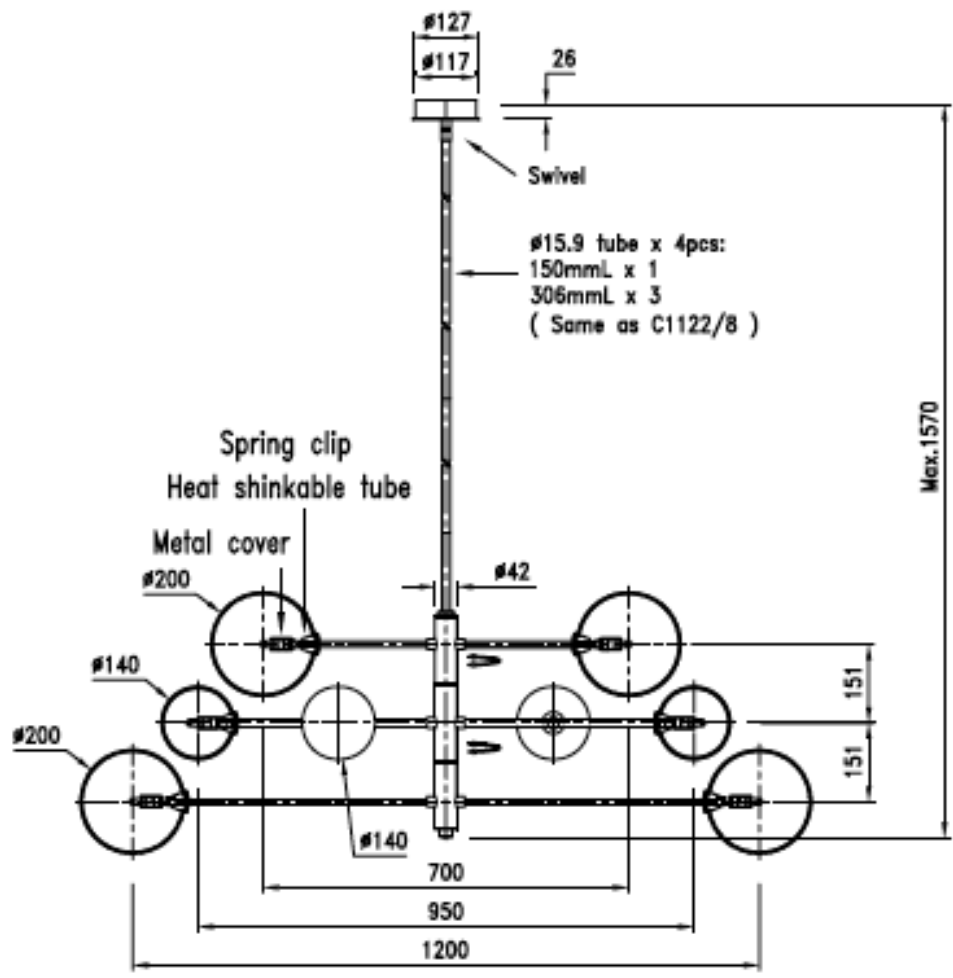 ø127
ø117
26
Swivel
ø15.9 tube x 4pcs:
150mmL x 1
306mmL x 3
( Same as C1122/8 )
Max.1570
Spring clip
Heat shinkable tube
Metal cover
ø200
ø42
ø140
151
ø200
151
ø140
700
950
1200